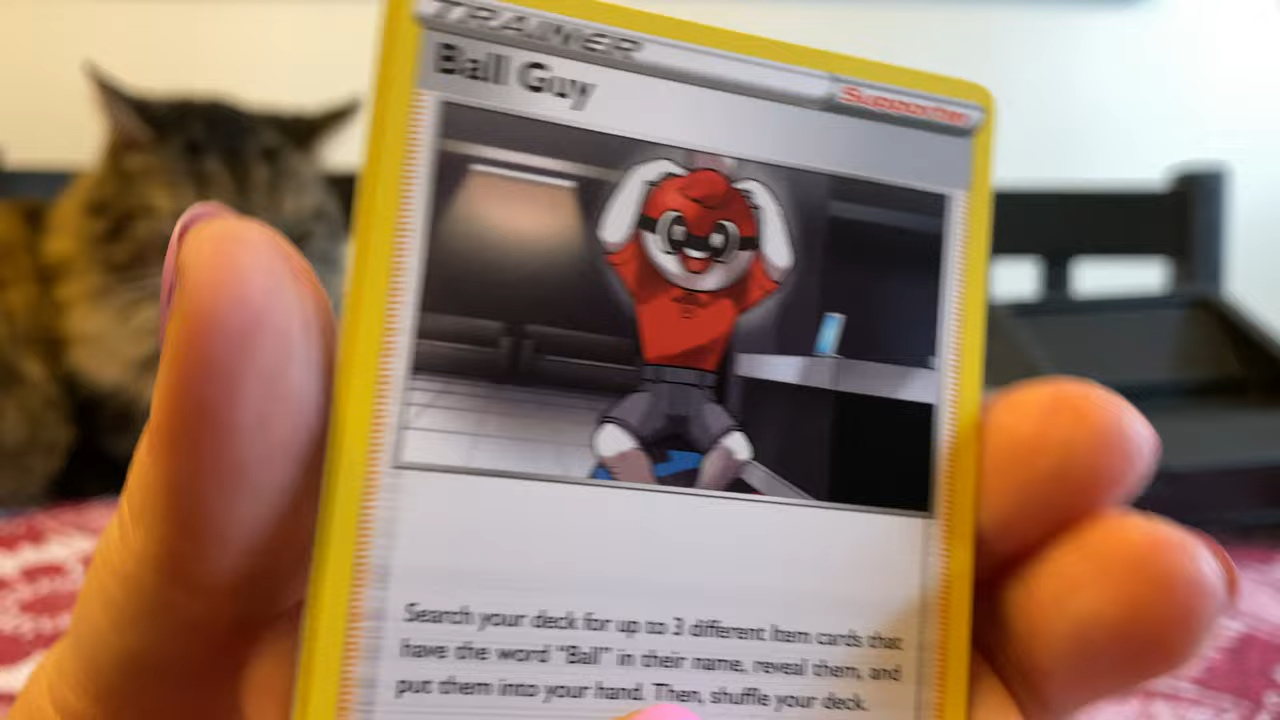 TRAINER
Ball Guy
Supporter
Search your deck for up to 3 different Item cards that
have the word "Ball" in their name, reveal them, and
put them into your hand. Then, shuffle your deck.